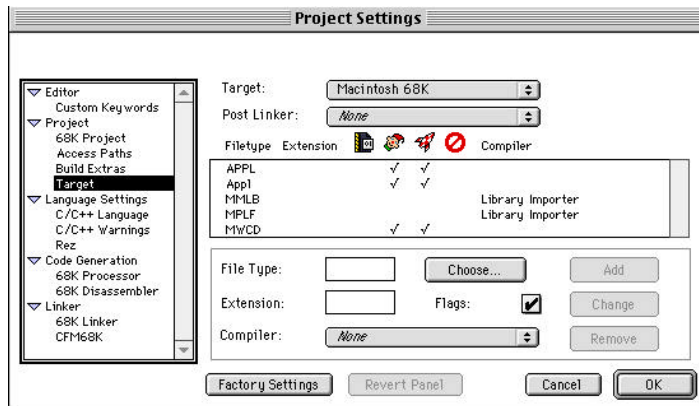 Project Settings
Editor
Custom Keywords
Project
68K Project
Access Paths
Build Extras
Target
Language Settings
C/C++ Language
C/C++ Warnings
Rez
Code Generation
68K Processor
68K Disassembler
Linker
68K Linker
CFM68K
Target: Macintosh 68K
Post Linker: None
Filetype Extension Compiler
APPL √ √
Appl √ √
MMLB Library Importer
MPLF Library Importer
MWCD √ √
File Type: Choose... Add
Extension: Flags: Change
Compiler: None Remove
Factory Settings Revert Panel Cancel OK